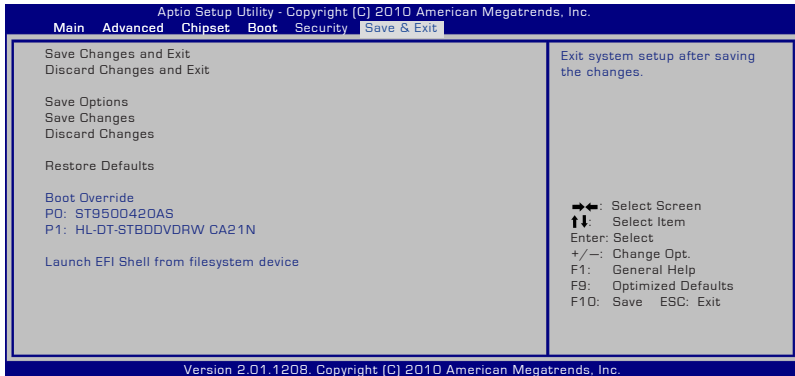 Aptio Setup Utility - Copyright (C) 2010 American Megatrends, Inc.
Main Advanced Chipset Boot Security Save & Exit
Save Changes and Exit
Discard Changes and Exit
Save Options
Save Changes
Discard Changes
Restore Defaults
Boot Override
P0: ST9500420AS
P1: HL-DT-STBDDVDRW CA21N
Launch EFI Shell from filesystem device
Exit system setup after saving
the changes.
→←: Select Screen
↑↓: Select Item
Enter: Select
+/—: Change Opt.
F1: General Help
F9: Optimized Defaults
F10: Save ESC: Exit
Version 2.01.1208. Copyright (C) 2010 American Megatrends, Inc.